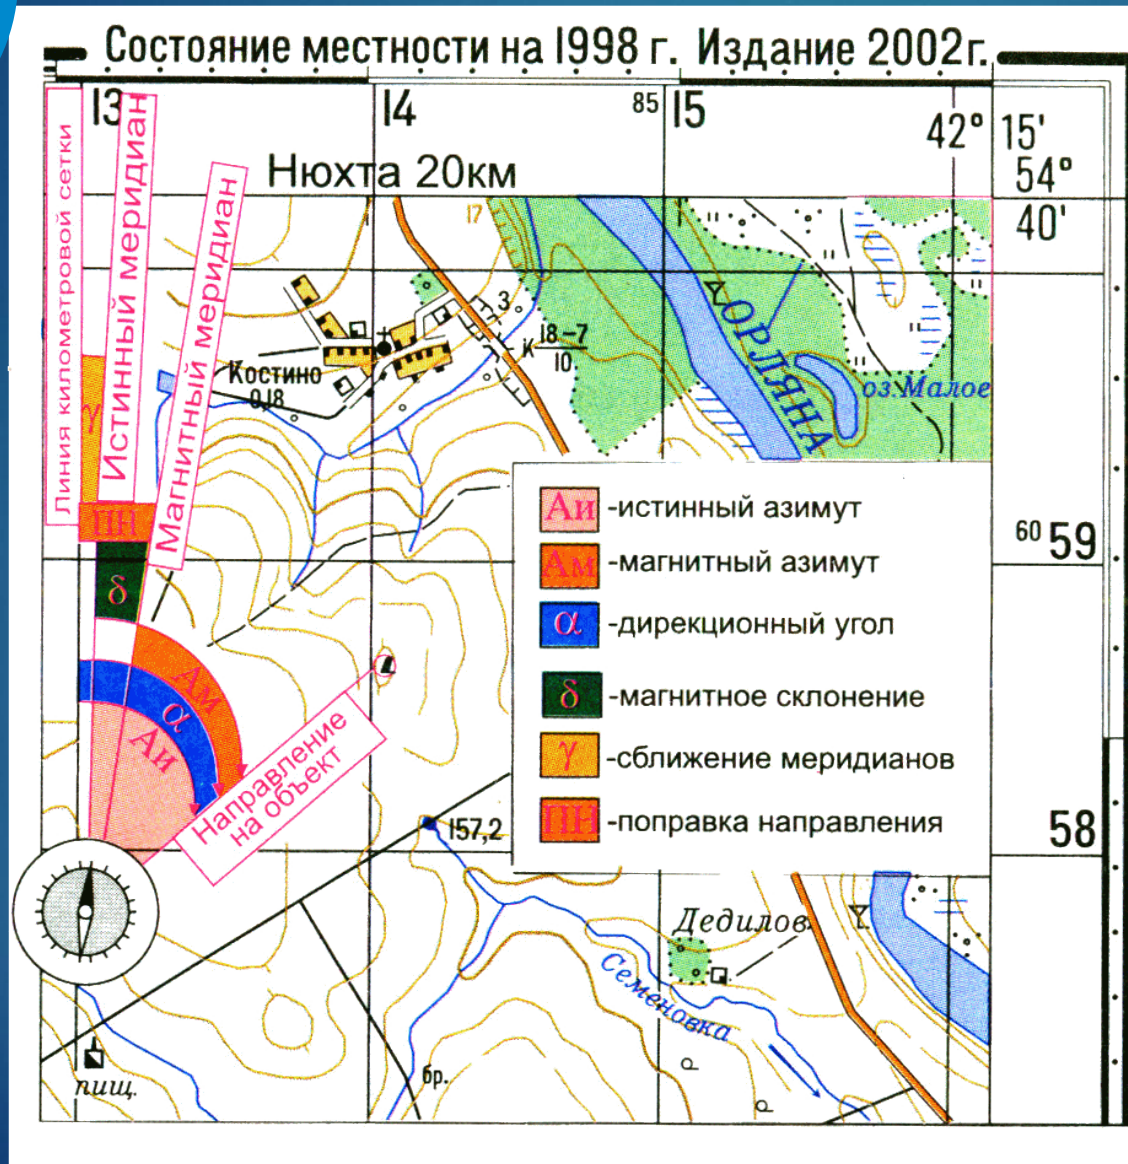 Состояние местности на 1998 г. Издание 2002г.
13
14
85 15
42° 15'
54°
40'
Нюхта 20км
Линия километровой сетки
Истинный меридиан
Магнитный меридиан
17
3
К 18-7
10
Костино
0,18
ОРЛЯНА
оз.Малое
γ
ПН
δ
Ам
α
Аи
Направление
на объект
Аи -истинный азимут
Ам -магнитный азимут
α -дирекционный угол
δ -магнитное склонение
γ -сближение меридианов
ПН -поправка направления
60 59
58
157,2
Дедилов
Семеновка
бр.
пищ.